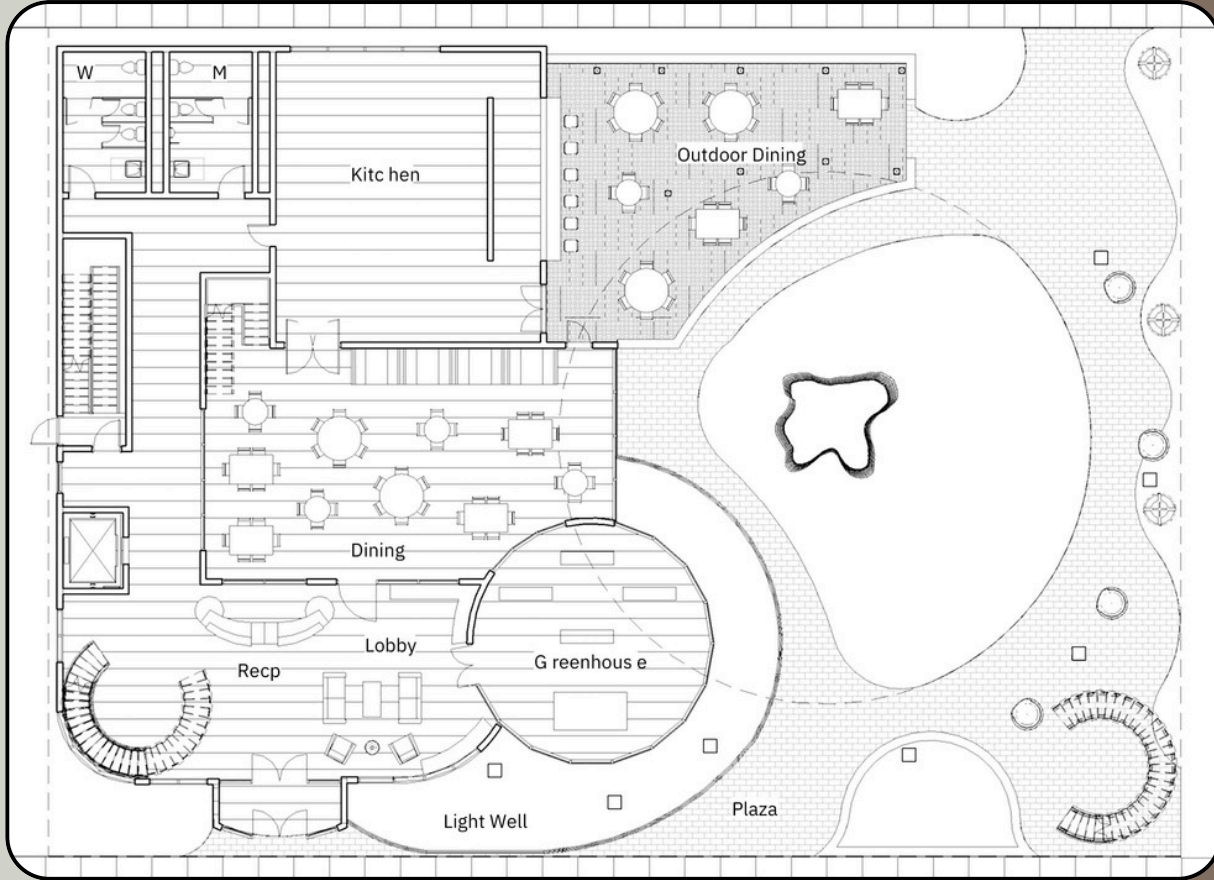 W
M
Kitc hen
Outdoor Dining
Dining
Lobby
Recp
G reenhous e
Light Well
Plaza